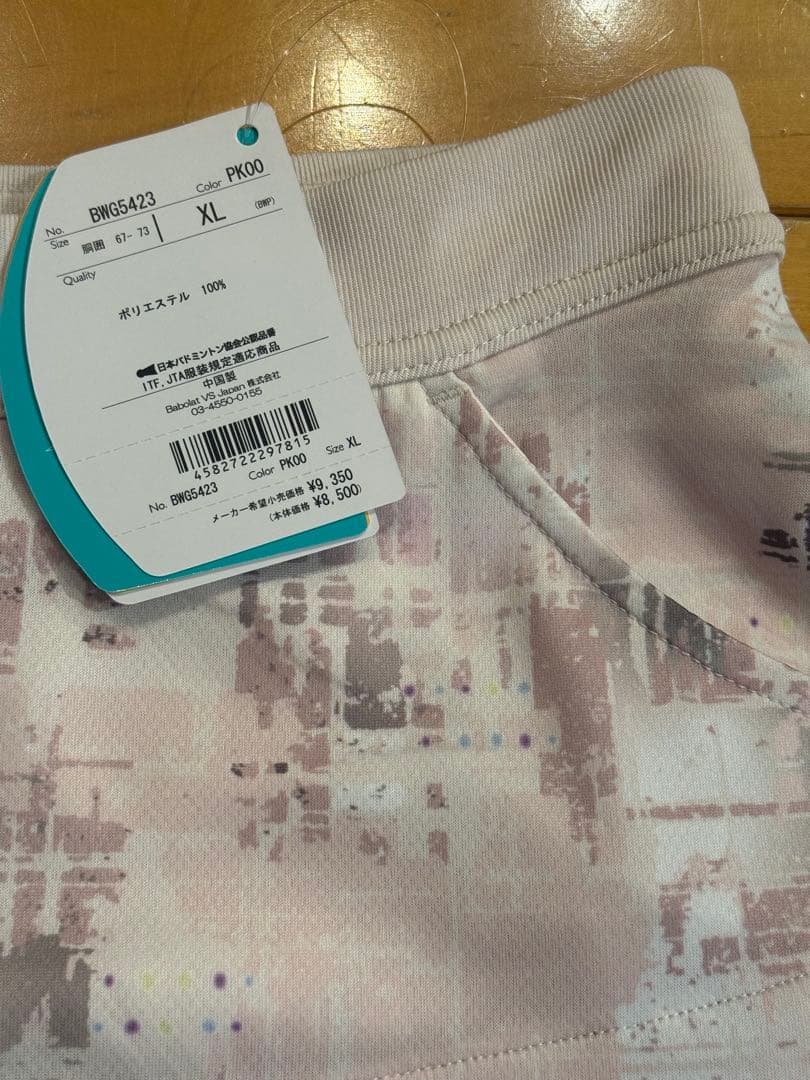 No. BWG5423 Color PK00
Size 胴囲 67- 73 XL (BWP)
Quality
ポリエステル 100%
日本バドミントン協会公認品番
ITF.JTA服装規定適応商品
中国製
Babolat VS Japan 株式会社
03-4550-0155
4582722297815
No. BWG5423 Color PK00 Size XL
メーカー希望小売価格 ¥9,350
(本体価格 ¥8,500)